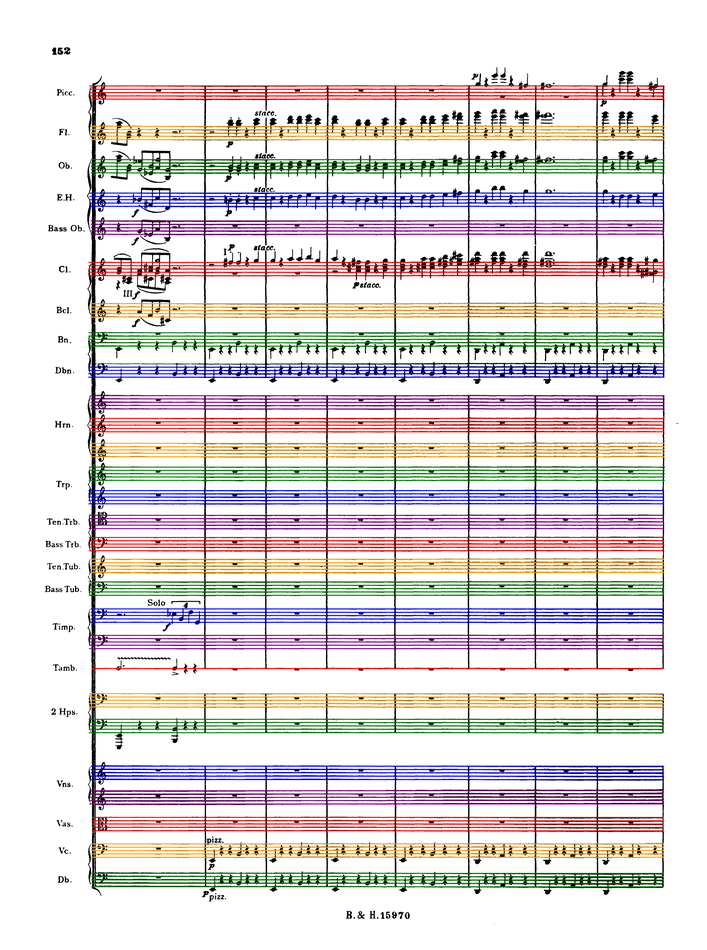 152
Picc.
p
p
Fl.
stacc.
p
Ob.
stacc.
p
E.H.
stacc.
f
p
Bass Ob.
f
I
p
stacc.
Cl.
p stacc.
III f
Bcl.
f
Bn.
Dbn.
Hrn.
Trp.
Ten.Trb.
Bass Trb.
Ten.Tub.
Bass Tub.
Solo
4
f
Timp.
Tamb.
2 Hps.
Vns.
Vas.
pizz.
Vc.
p
Db.
p pizz.
B. & H. 15970